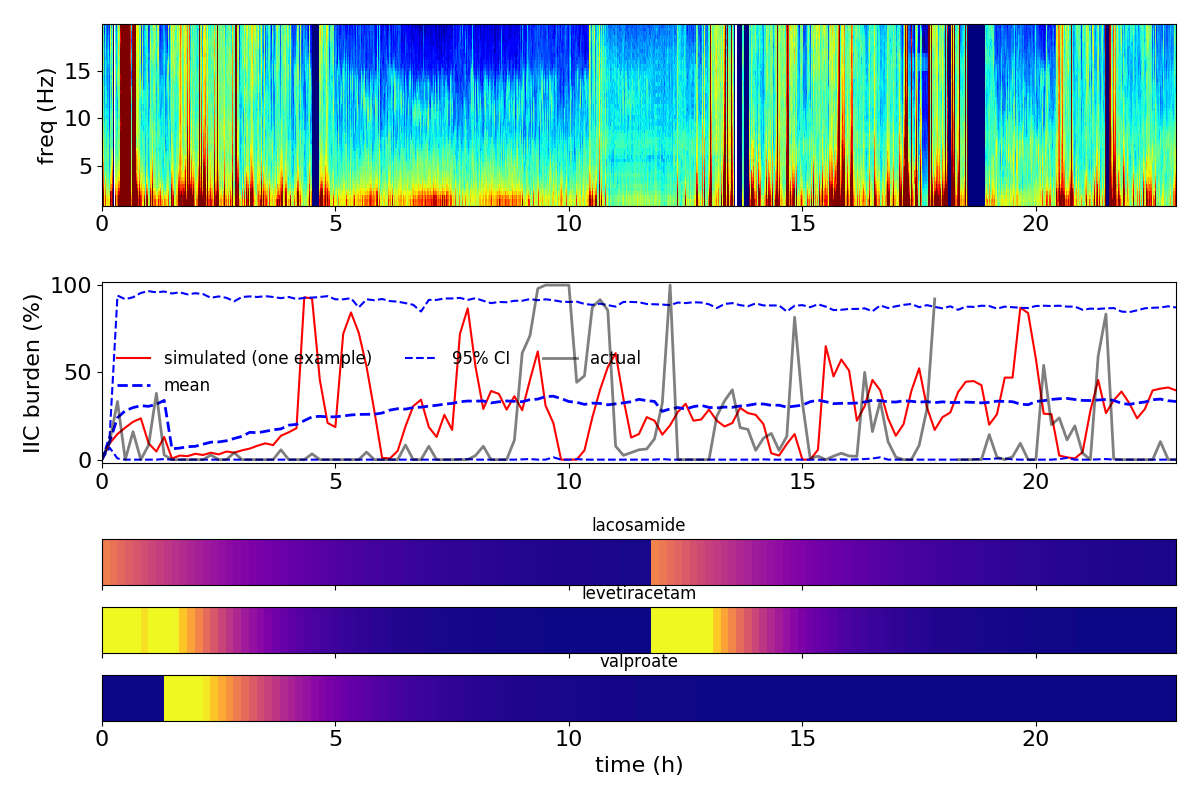 freq (Hz)
15
10
5
0 5 10 15 20
IIC burden (%)
100
50
0
simulated (one example) 95% CI actual
mean
0 5 10 15 20
lacosamide
levetiracetam
valproate
0 5 10 15 20
time (h)